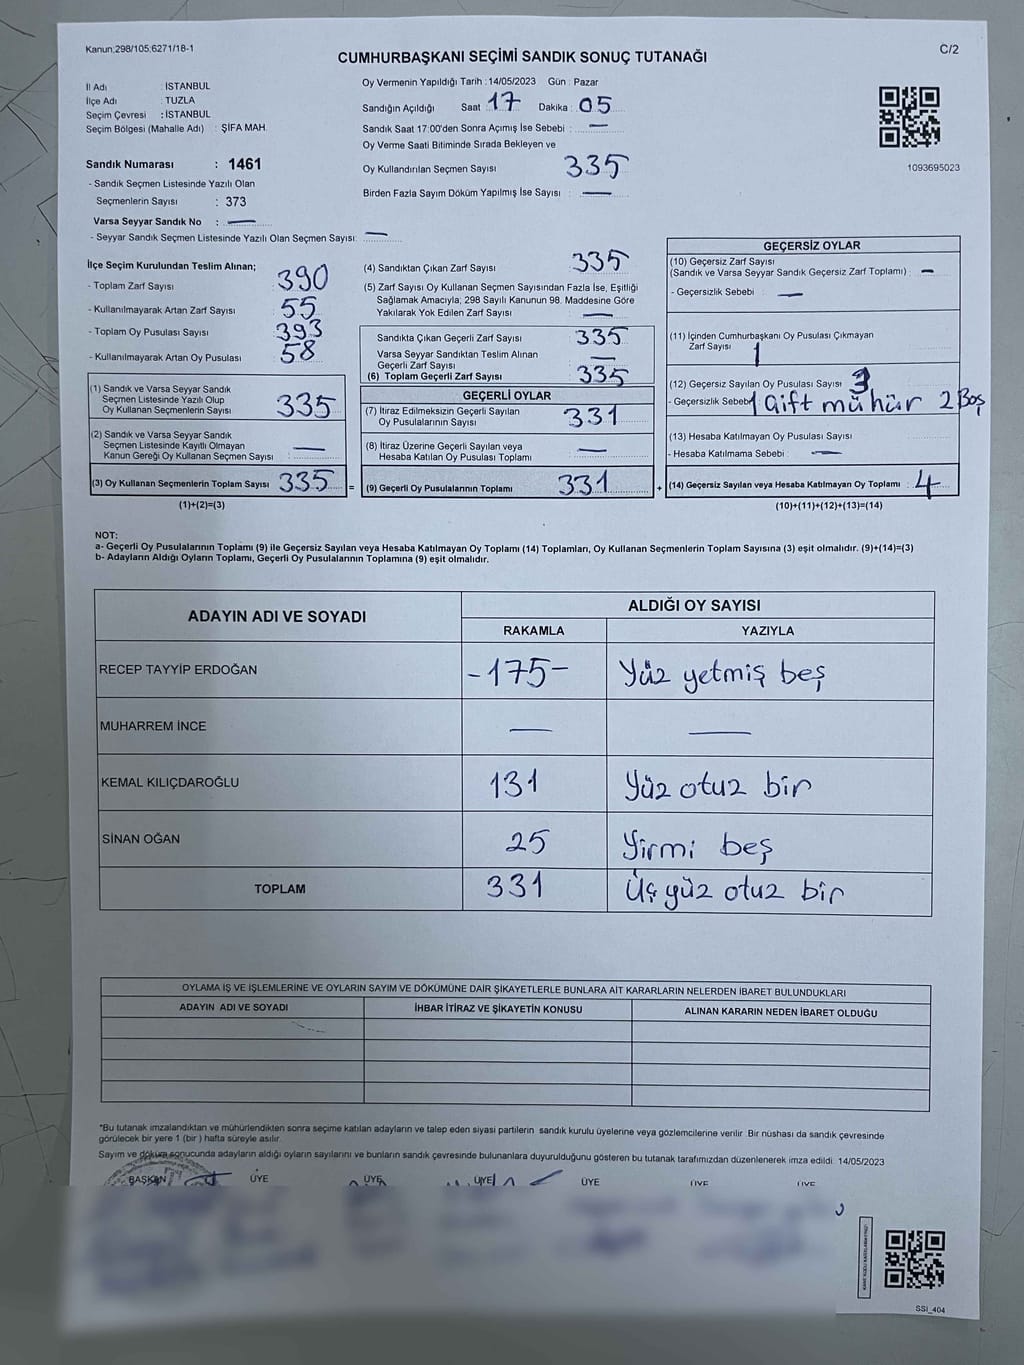 Kanun:298/105;6271/18-1
C/2
CUMHURBAŞKANI SEÇİMİ SANDIK SONUÇ TUTANAĞI
İl Adı : İSTANBUL
İlçe Adı : TUZLA
Seçim Çevresi : İSTANBUL
Seçim Bölgesi (Mahalle Adı) : ŞİFA MAH.
Sandık Numarası : 1461
- Sandık Seçmen Listesinde Yazılı Olan
Seçmenlerin Sayısı : 373
Varsa Seyyar Sandık No : —
- Seyyar Sandık Seçmen Listesinde Yazılı Olan Seçmen Sayısı: —
Oy Vermenin Yapıldığı Tarih :14/05/2023 Gün : Pazar
Sandığın Açıldığı Saat : 17 Dakika : 05
Sandık Saat 17:00'den Sonra Açımış İse Sebebi : —
Oy Verme Saati Bitiminde Sırada Bekleyen ve
Oy Kullandırılan Seçmen Sayısı 335
Birden Fazla Sayım Döküm Yapılmış İse Sayısı : —
1093695023
İlçe Seçim Kurulundan Teslim Alınan;
- Toplam Zarf Sayısı : 390
- Kullanılmayarak Artan Zarf Sayısı : 55
- Toplam Oy Pusulası Sayısı : 393
- Kullanılmayarak Artan Oy Pusulası : 58
(1) Sandık ve Varsa Seyyar Sandık
Seçmen Listesinde Yazılı Olup
Oy Kullanan Seçmenlerin Sayısı : 335
(2) Sandık ve Varsa Seyyar Sandık
Seçmen Listesinde Kayıtlı Olmayan
Kanun Gereği Oy Kullanan Seçmen Sayısı : —
(3) Oy Kullanan Seçmenlerin Toplam Sayısı : 335 =
(1)+(2)=(3)
(4) Sandıktan Çıkan Zarf Sayısı : 335
(5) Zarf Sayısı Oy Kullanan Seçmen Sayısından Fazla İse, Eşitliği
Sağlamak Amacıyla; 298 Sayılı Kanunun 98. Maddesine Göre
Yakılarak Yok Edilen Zarf Sayısı : —
Sandıkta Çıkan Geçerli Zarf Sayısı : 335
Varsa Seyyar Sandıktan Teslim Alınan
Geçerli Zarf Sayısı : —
(6) Toplam Geçerli Zarf Sayısı : 335
GEÇERLİ OYLAR
(7) İtiraz Edilmeksizin Geçerli Sayılan
Oy Pusulasının Sayısı : 331
(8) İtiraz Üzerine Geçerli Sayılan veya
Hesaba Katılan Oy Pusulası Toplamı : —
(9) Geçerli Oy Pusulalarının Toplamı : 331 +
GEÇERSİZ OYLAR
(10) Geçersiz Zarf Sayısı
(Sandık ve Varsa Seyyar Sandık Geçersiz Zarf Toplamı) : —
- Geçersizlik Sebebi : —
(11) İçinden Cumhurbaşkanı Oy Pusulası Çıkmayan
Zarf Sayısı : 1
(12) Geçersiz Sayılan Oy Pusulası Sayısı : 3
- Geçersizlik Sebebi 1 Çift mühür 2 Boş
(13) Hesaba Katılmayan Oy Pusulası Sayısı :
- Hesaba Katılmama Sebebi : —
(14) Geçersiz Sayılan veya Hesaba Katılmayan Oy Toplamı : 4
(10)+(11)+(12)+(13)=(14)
NOT:
a- Geçerli Oy Pusulalarının Toplamı (9) ile Geçersiz Sayılan veya Hesaba Katılmayan Oy Toplamı (14) Toplamları, Oy Kullanan Seçmenlerin Toplam Sayısına (3) eşit olmalıdır. (9)+(14)=(3)
b- Adayların Aldığı Oyların Toplamı, Geçerli Oy Pusulalarının Toplamına (9) eşit olmalıdır.
ADAYIN ADI VE SOYADI ALDIĞI OY SAYISI
RAKAMLA YAZIYLA
RECEP TAYYİP ERDOĞAN -175- Yüz yetmiş beş
MUHARREM İNCE — —
KEMAL KILIÇDAROĞLU 131 Yüz otuz bir
SİNAN OĞAN 25 Yirmi beş
TOPLAM 331 Üç yüz otuz bir
OYLAMA İŞ VE İŞLEMLERİNE VE OYLARIN SAYIM VE DÖKÜMÜNE DAİR ŞİKAYETLERLE BUNLARA AİT KARARLARIN NELERDEN İBARET BULUNDUKLARI
ADAYIN ADI VE SOYADI İHBAR İTİRAZ VE ŞİKAYETİN KONUSU ALINAN KARARIN NEDEN İBARET OLDUĞU
*Bu tutanak imzalandıktan ve mühürlendikten sonra seçime katılan adayların ve talep eden siyasi partilerin sandık kurulu üyelerine veya gözlemcilerine verilir. Bir nüshası da sandık çevresinde
görülecek bir yere 1 (bir) hafta süreyle asılır.
Sayım ve döküm sonucunda adayların aldığı oyların sayılarını ve bunların sandık çevresinde bulunanlara duyurulduğunu gösteren bu tutanak tarafımızdan düzenlenerek imza edildi. 14/05/2023
BAŞKAN ÜYE ÜYE ÜYE ÜYE ÜYE ÜYE
SSİ_404